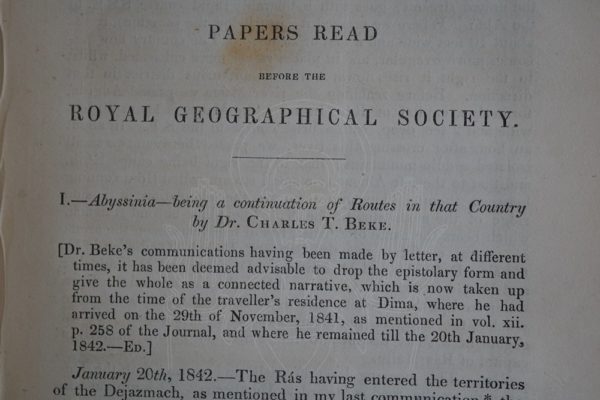 PAPERS READ
BEFORE THE
ROYAL GEOGRAPHICAL SOCIETY.
I.—Abyssinia—being a continuation of Routes in that Country
by Dr. CHARLES T. BEKE.
[Dr. Beke's communications having been made by letter, at different
times, it has been deemed advisable to drop the epistolary form and
give the whole as a connected narrative, which is now taken up
from the time of the traveller's residence at Dima, where he had
arrived on the 29th of November, 1841, as mentioned in vol. xii.
p. 258 of the Journal, and where he remained till the 20th January,
1842.—ED.]
January 20th, 1842.—The Rás having entered the territories
of the Dejazmach, as mentioned in my last communication,* the